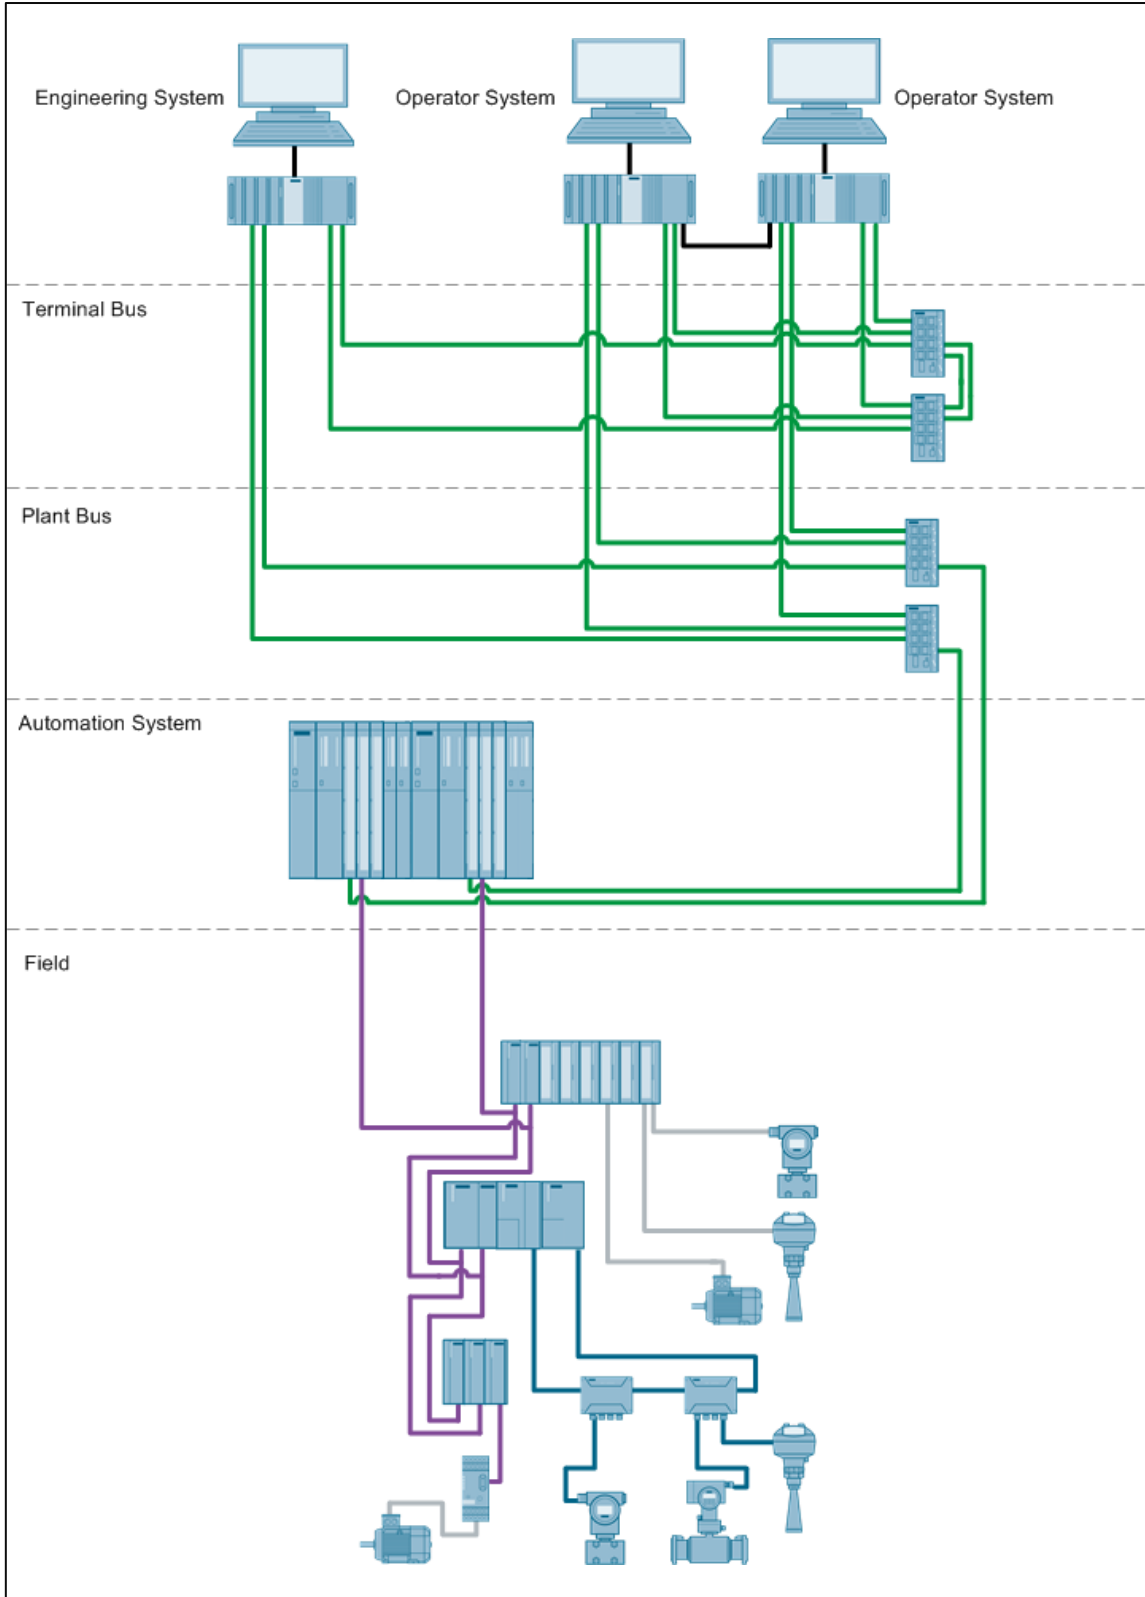 Engineering System
Operator System
Operator System
Terminal Bus
Plant Bus
Automation System
Field